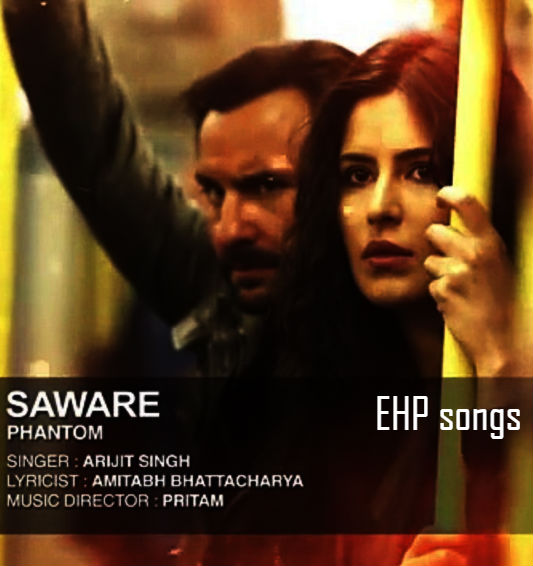 SAWARE
PHANTOM
EHP songs
SINGER : ARIJIT SINGH
LYRICIST : AMITABH BHATTACHARYA
MUSIC DIRECTOR : PRITAM